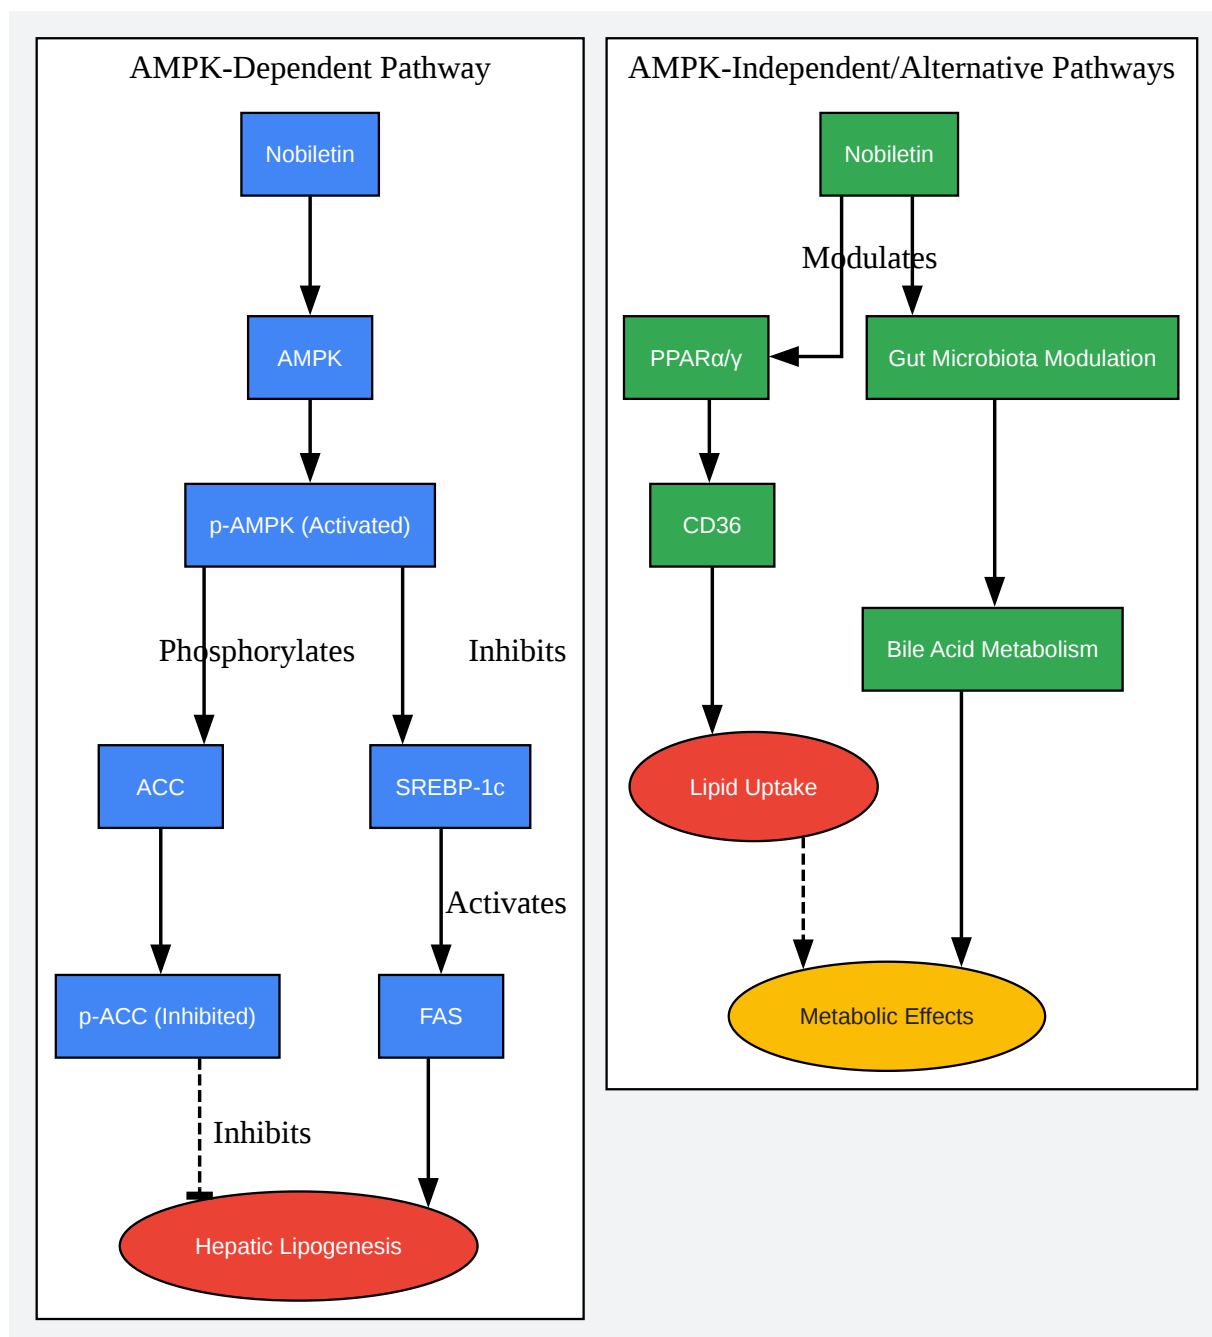 AMPK-Dependent Pathway
Nobiletin
AMPK
p-AMPK (Activated)
Phosphorylates
Inhibits
ACC
SREBP-1c
Activates
p-ACC (Inhibited)
FAS
Inhibits
Hepatic Lipogenesis
AMPK-Independent/Alternative Pathways
Nobiletin
Modulates
PPARα/γ
Gut Microbiota Modulation
CD36
Bile Acid Metabolism
Lipid Uptake
Metabolic Effects